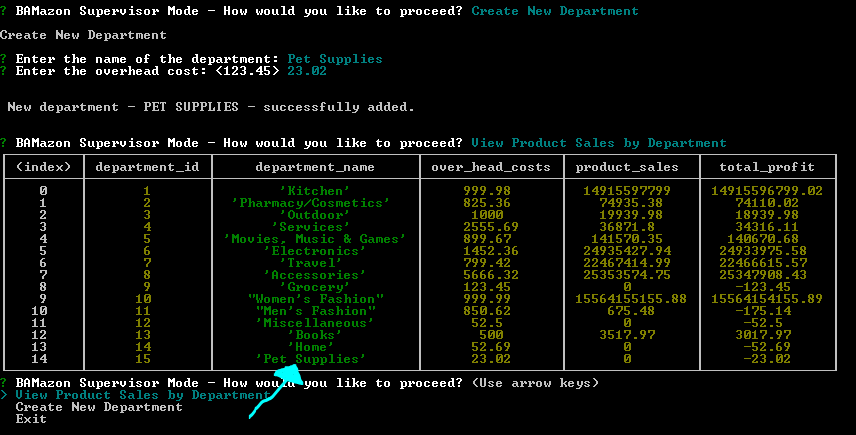 ? BAMazon Supervisor Mode - How would you like to proceed? Create New Department
Create New Department
? Enter the name of the department: Pet Supplies
? Enter the overhead cost: <123.45> 23.02
New department - PET SUPPLIES - successfully added.
? BAMazon Supervisor Mode - How would you like to proceed? View Product Sales by Department
(index) department_id department_name over_head_costs product_sales total_profit
0 1 'Kitchen' 999.98 14915597799 14915596799.02
1 2 'Pharmacy/Cosmetics' 825.36 74935.38 74110.02
2 3 'Outdoor' 1000 19939.98 18939.98
3 4 'Services' 2555.69 36871.8 34316.11
4 5 'Movies, Music & Games' 899.67 141570.35 140670.68
5 6 'Electronics' 1452.36 24935427.94 24933975.58
6 7 'Travel' 799.42 22467414.99 22466615.57
7 8 'Accessories' 5666.32 25353574.75 25347908.43
8 9 'Grocery' 123.45 0 -123.45
9 10 "Women's Fashion" 999.99 15564155155.88 15564154155.89
10 11 "Men's Fashion" 850.62 675.48 -175.14
11 12 'Miscellaneous' 52.5 0 -52.5
12 13 'Books' 500 3517.97 3017.97
13 14 'Home' 52.69 0 -52.69
14 15 'Pet Supplies' 23.02 0 -23.02
? BAMazon Supervisor Mode - How would you like to proceed? (Use arrow keys)
> View Product Sales by Department
Create New Department
Exit